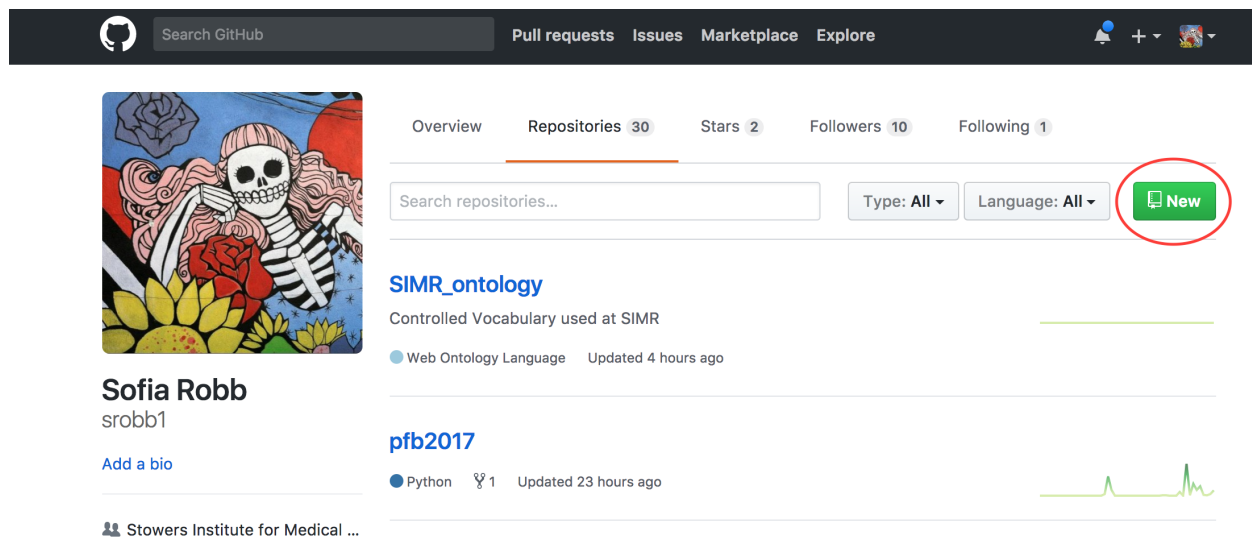 Search GitHub Pull requests Issues Marketplace Explore
Overview Repositories 30 Stars 2 Followers 10 Following 1
Search repositories... Type: All Language: All New
SIMR_ontology
Controlled Vocabulary used at SIMR
Web Ontology Language Updated 4 hours ago
Sofia Robb
srobb1
Add a bio
Stowers Institute for Medical ...
pfb2017
Python 1 Updated 23 hours ago